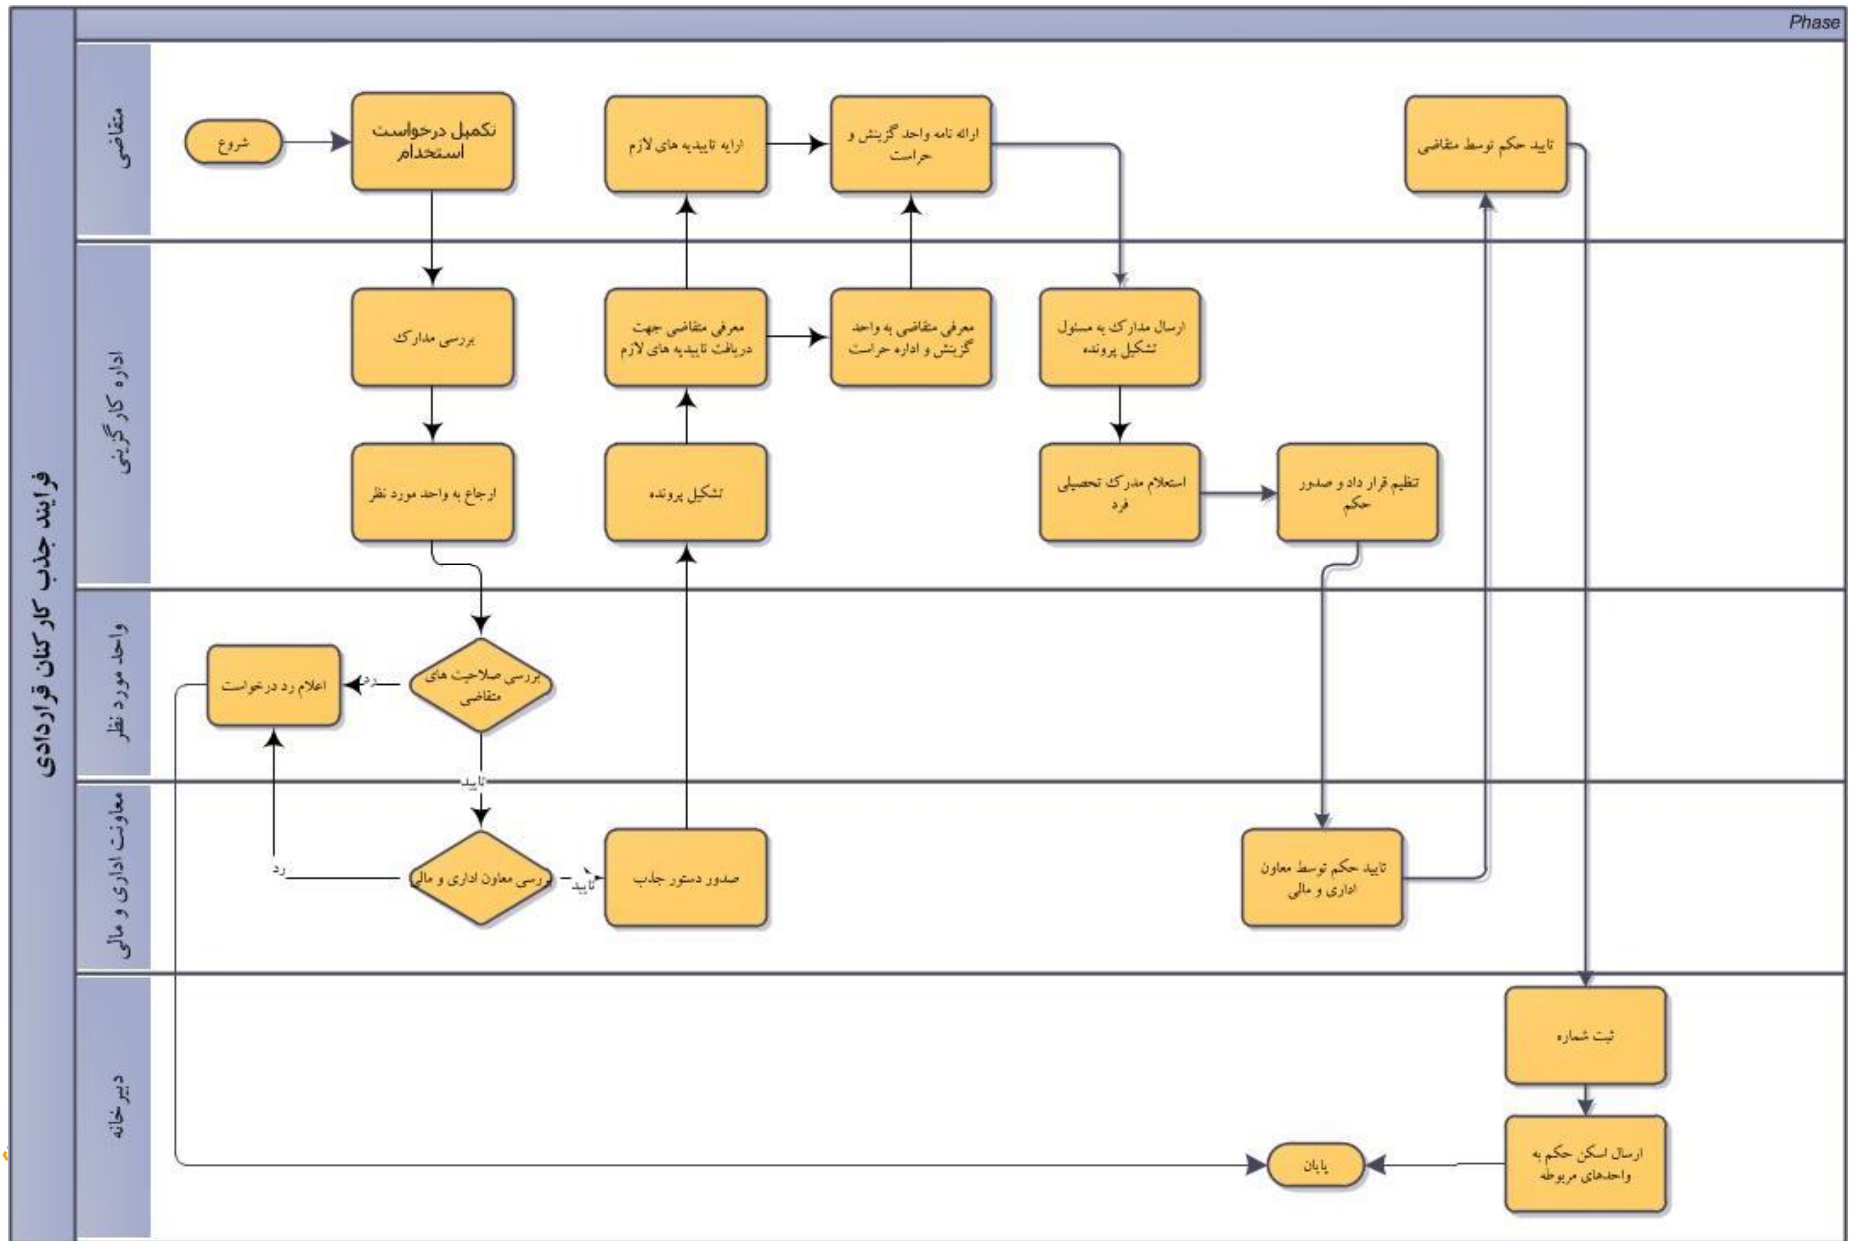 Phase
فرایند جذب کارکنان قراردادی
متقاضی
شروع
تکمیل درخواست
استخدام
ارایه تاییدیه های لازم
ارائه نامه واحد گزینش و
حراست
تایید حکم توسط متقاضی
اداره کارگزینی
بررسی مدارک
معرفی متقاضی جهت
دریافت تاییدیه های لازم
معرفی متقاضی به واحد
گزینش و اداره حراست
ارسال مدارک به مسئول
تشکیل پرونده
ارجاع به واحد مورد نظر
تشکیل پرونده
استعلام مدرک تحصیلی
فرد
تنظیم قرار داد و صدور
حکم
واحد مورد نظر
اعلام رد درخواست
رد
بررسی صلاحیت های
متقاضی
تایید
معاونت اداری و مالی
رد
بررسی معاون اداری و مالی
تایید
صدور دستور جذب
تایید حکم توسط معاون
اداری و مالی
دبیرخانه
ثبت شماره
ارسال اسکن حکم به
واحدهای مربوطه
پایان